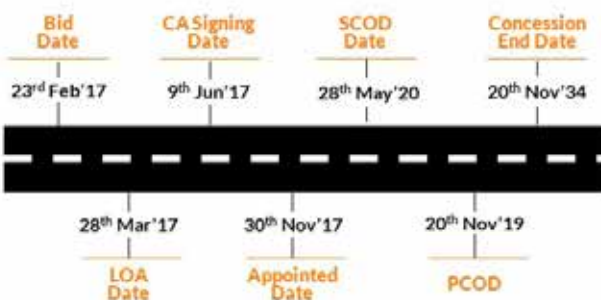 Bid
Date
23rd Feb'17
CA Signing
Date
9th Jun'17
SCOD
Date
28th May'20
Concession
End Date
20th Nov'34
28th Mar'17
LOA
Date
30th Nov'17
Appointed
Date
20th Nov'19
PCOD